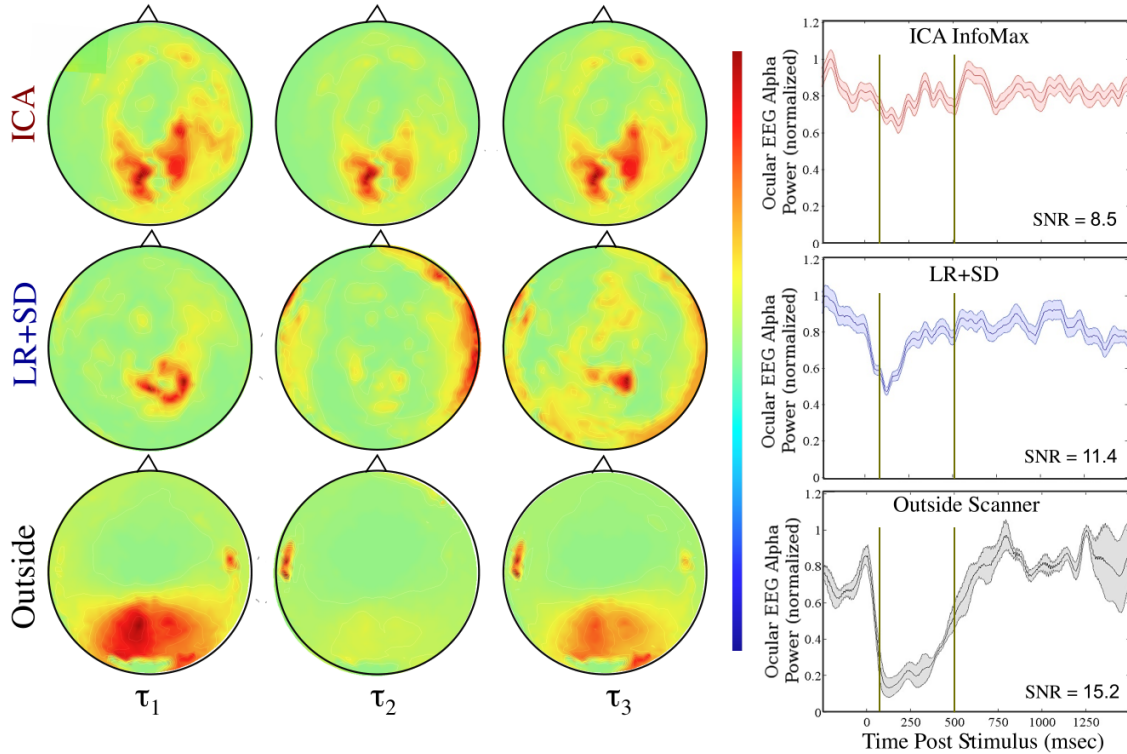 ICA
LR+SD
Outside
τ1
τ2
τ3
ICA InfoMax
Ocular EEG Alpha
Power (normalized)
1.2
1
0.8
0.6
0.4
0.2
0
SNR = 8.5
LR+SD
Ocular EEG Alpha
Power (normalized)
1.2
1
0.8
0.6
0.4
0.2
0
SNR = 11.4
Outside Scanner
Ocular EEG Alpha
Power (normalized)
1.2
1
0.8
0.6
0.4
0.2
0
SNR = 15.2
0 250 500 750 1000 1250
Time Post Stimulus (msec)